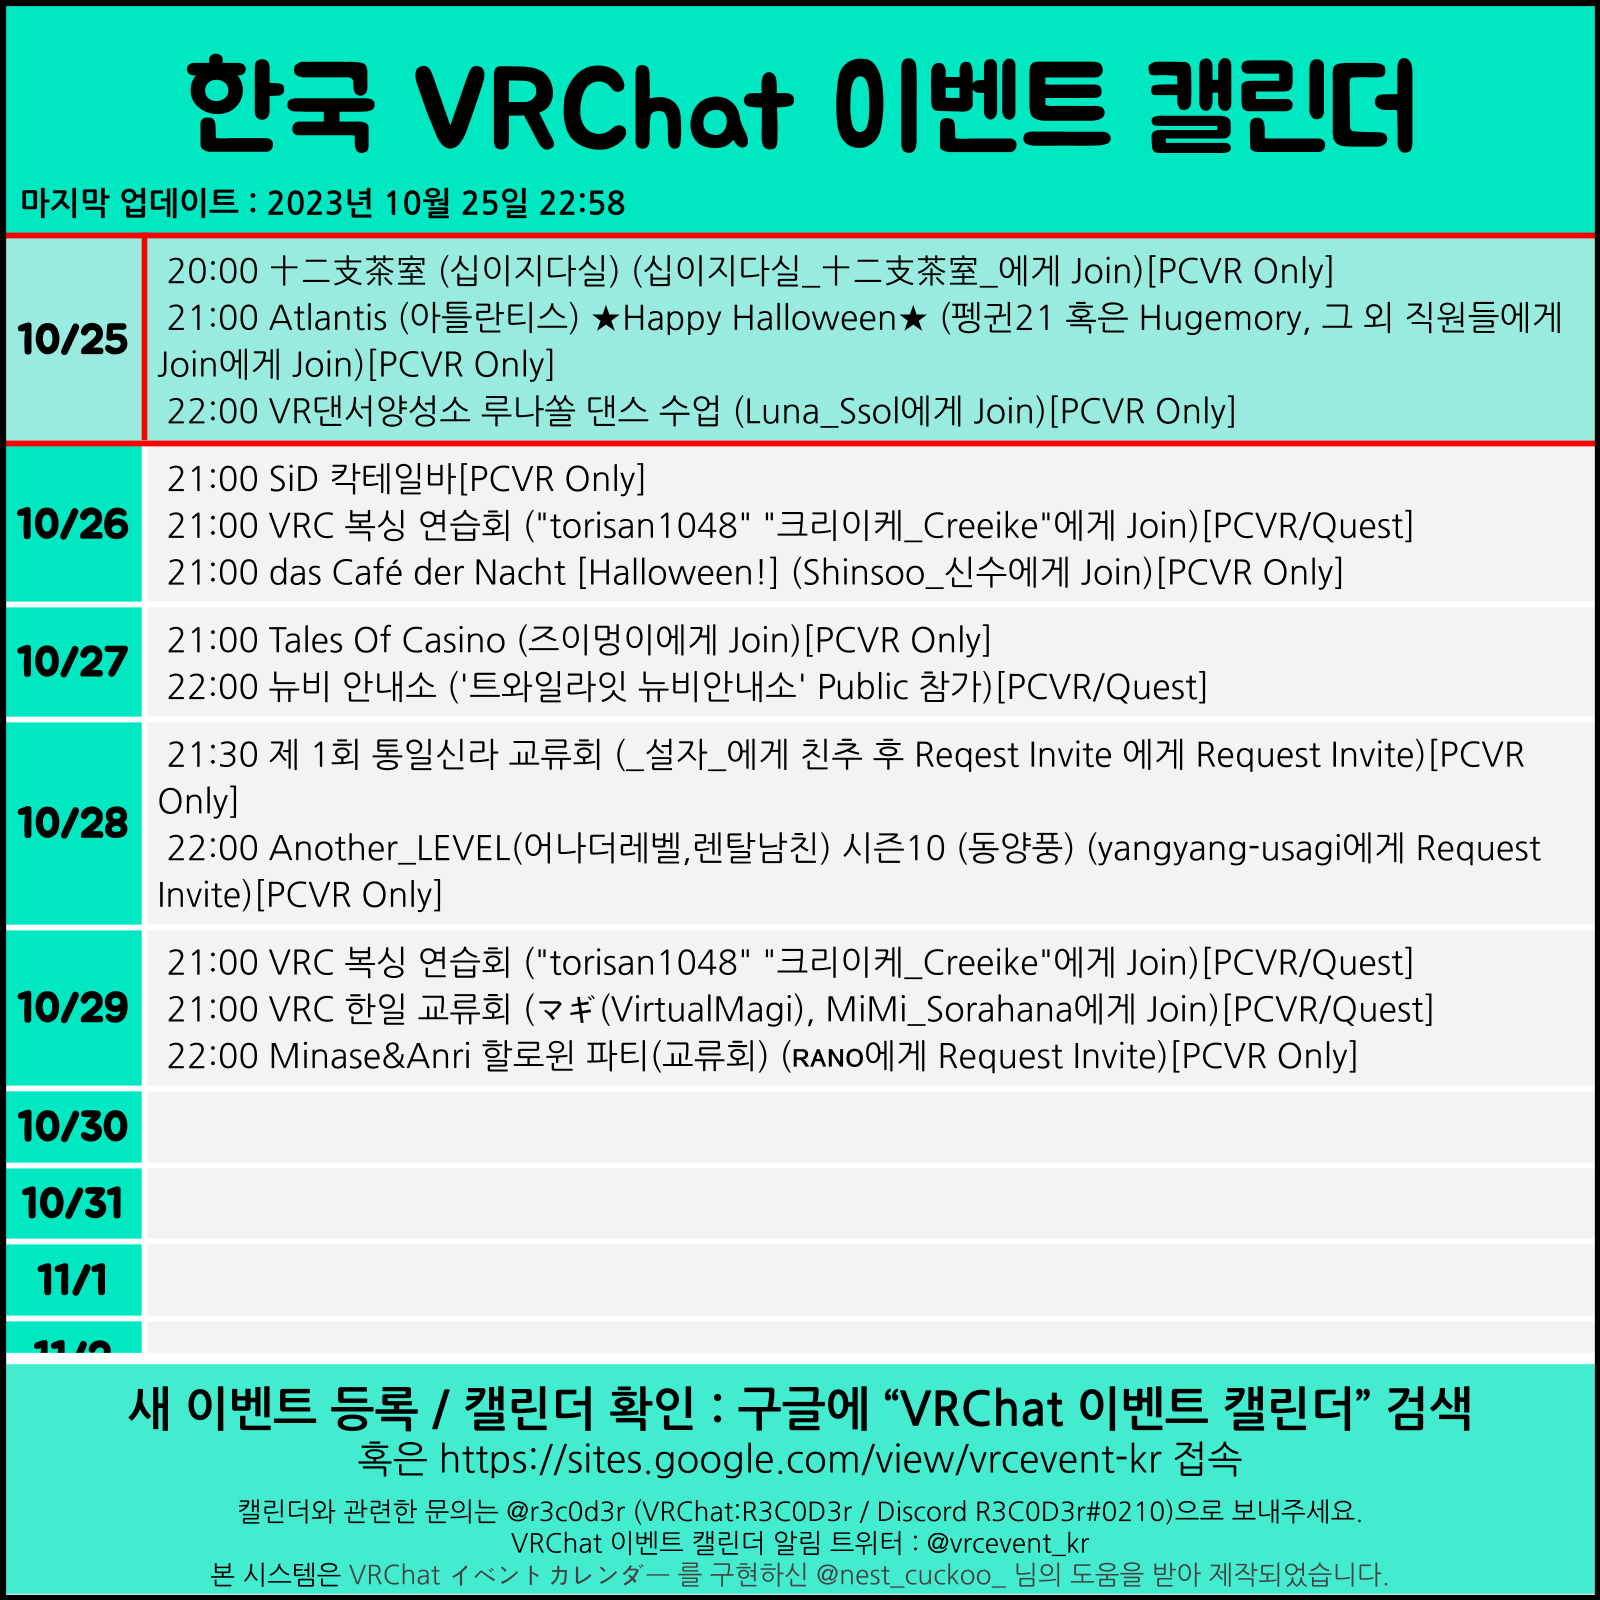 한국 VRChat 이벤트 캘린더
마지막 업데이트 : 2023년 10월 25일 22:58
10/25
20:00 十二支茶室 (십이지다실) (십이지다실_十二支茶室_에게 Join)[PCVR Only]
21:00 Atlantis (아틀란티스) ★Happy Halloween★ (펭귄21 혹은 Hugemory, 그 외 직원들에게
Join에게 Join)[PCVR Only]
22:00 VR댄서양성소 루나쏠 댄스 수업 (Luna_Ssol에게 Join)[PCVR Only]
10/26
21:00 SiD 칵테일바[PCVR Only]
21:00 VRC 복싱 연습회 ("torisan1048" "크리이케_Creeike"에게 Join)[PCVR/Quest]
21:00 das Café der Nacht [Halloween!] (Shinsoo_신수에게 Join)[PCVR Only]
10/27
21:00 Tales Of Casino (즈이멍이에게 Join)[PCVR Only]
22:00 뉴비 안내소 ('트와일라잇 뉴비안내소' Public 참가)[PCVR/Quest]
10/28
21:30 제 1회 통일신라 교류회 (_설자_에게 친추 후 Reqest Invite 에게 Request Invite)[PCVR
Only]
22:00 Another_LEVEL(어나더레벨,렌탈남친) 시즌10 (동양풍) (yangyang-usagi에게 Request
Invite)[PCVR Only]
10/29
21:00 VRC 복싱 연습회 ("torisan1048" "크리이케_Creeike"에게 Join)[PCVR/Quest]
21:00 VRC 한일 교류회 (マギ(VirtualMagi), MiMi_Sorahana에게 Join)[PCVR/Quest]
22:00 Minase&Anri 할로윈 파티(교류회) (ʀᴀɴᴏ에게 Request Invite)[PCVR Only]
10/30
10/31
11/1
11/2
새 이벤트 등록 / 캘린더 확인 : 구글에 “VRChat 이벤트 캘린더” 검색
혹은 https://sites.google.com/view/vrcevent-kr 접속
캘린더와 관련한 문의는 @r3c0d3r (VRChat:R3C0D3r / Discord R3C0D3r#0210)으로 보내주세요.
VRChat 이벤트 캘린더 알림 트위터 : @vrcevent_kr
본 시스템은 VRChat イベントカレンダー 를 구현하신 @nest_cuckoo_ 님의 도움을 받아 제작되었습니다.